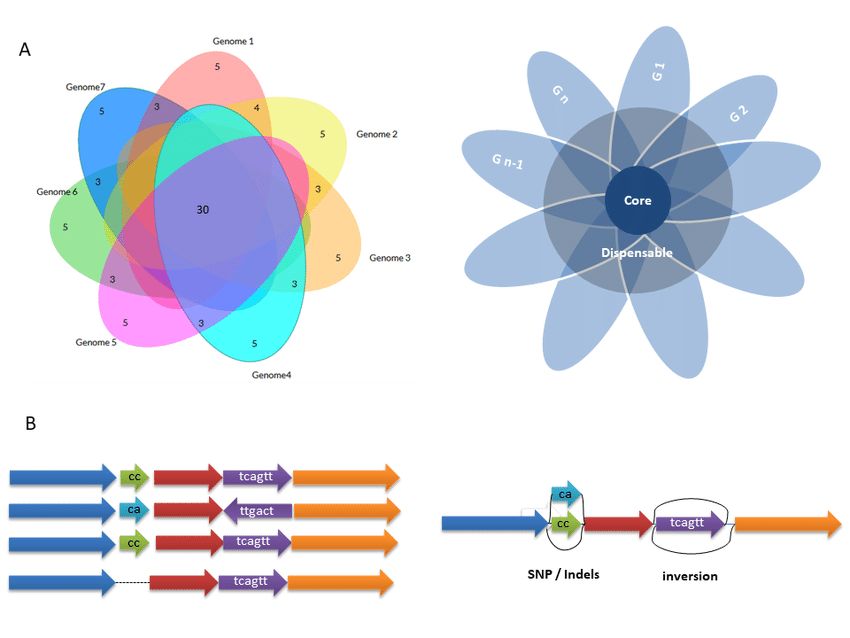 A
Genome 1
5
Genome7
5
3
4
5
Genome 2
3
3
Genome 6
30
5
5
Genome 3
3
3
5
3
5
Genome 5
Genome4
G 1
G n
G 2
G n-1
Core
Dispensable
B
cc
tcagtt
ca
ttgact
cc
tcagtt
tcagtt
ca
cc
tcagtt
SNP / Indels
inversion